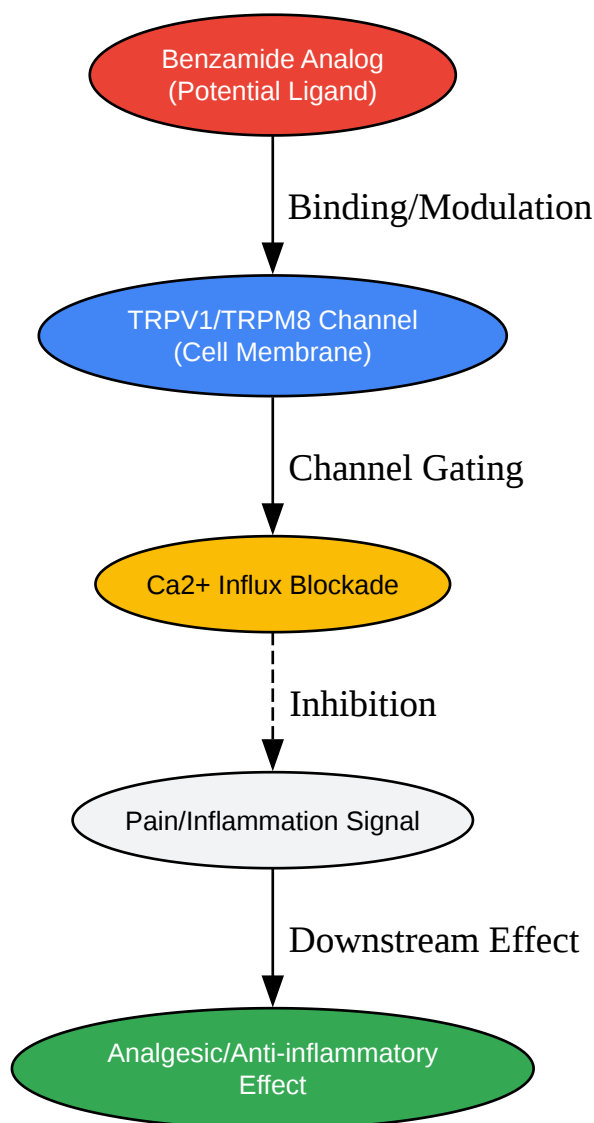 Benzamide Analog
(Potential Ligand)
Binding/Modulation
TRPV1/TRPM8 Channel
(Cell Membrane)
Channel Gating
Ca2+ Influx Blockade
Inhibition
Pain/Inflammation Signal
Downstream Effect
Analgesic/Anti-inflammatory
Effect